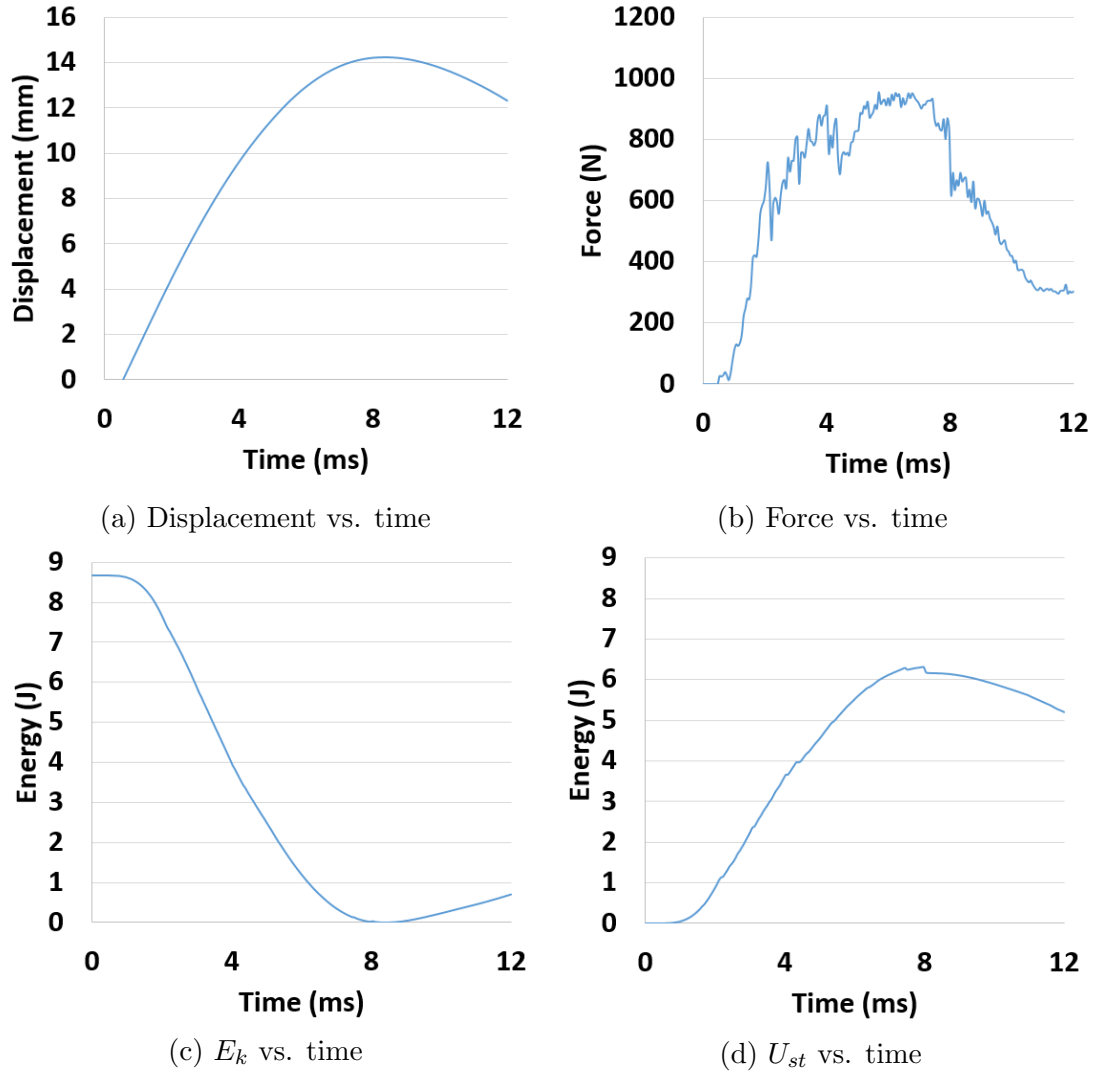 16
14
12
10
8
6
4
2
0
Displacement (mm)
0 4 8 12
Time (ms)
(a) Displacement vs. time
1200
1000
800
600
400
200
0
Force (N)
0 4 8 12
Time (ms)
(b) Force vs. time
9
8
7
6
5
4
3
2
1
0
Energy (J)
0 4 8 12
Time (ms)
(c) E_k vs. time
9
8
7
6
5
4
3
2
1
0
Energy (J)
0 4 8 12
Time (ms)
(d) U_{st} vs. time